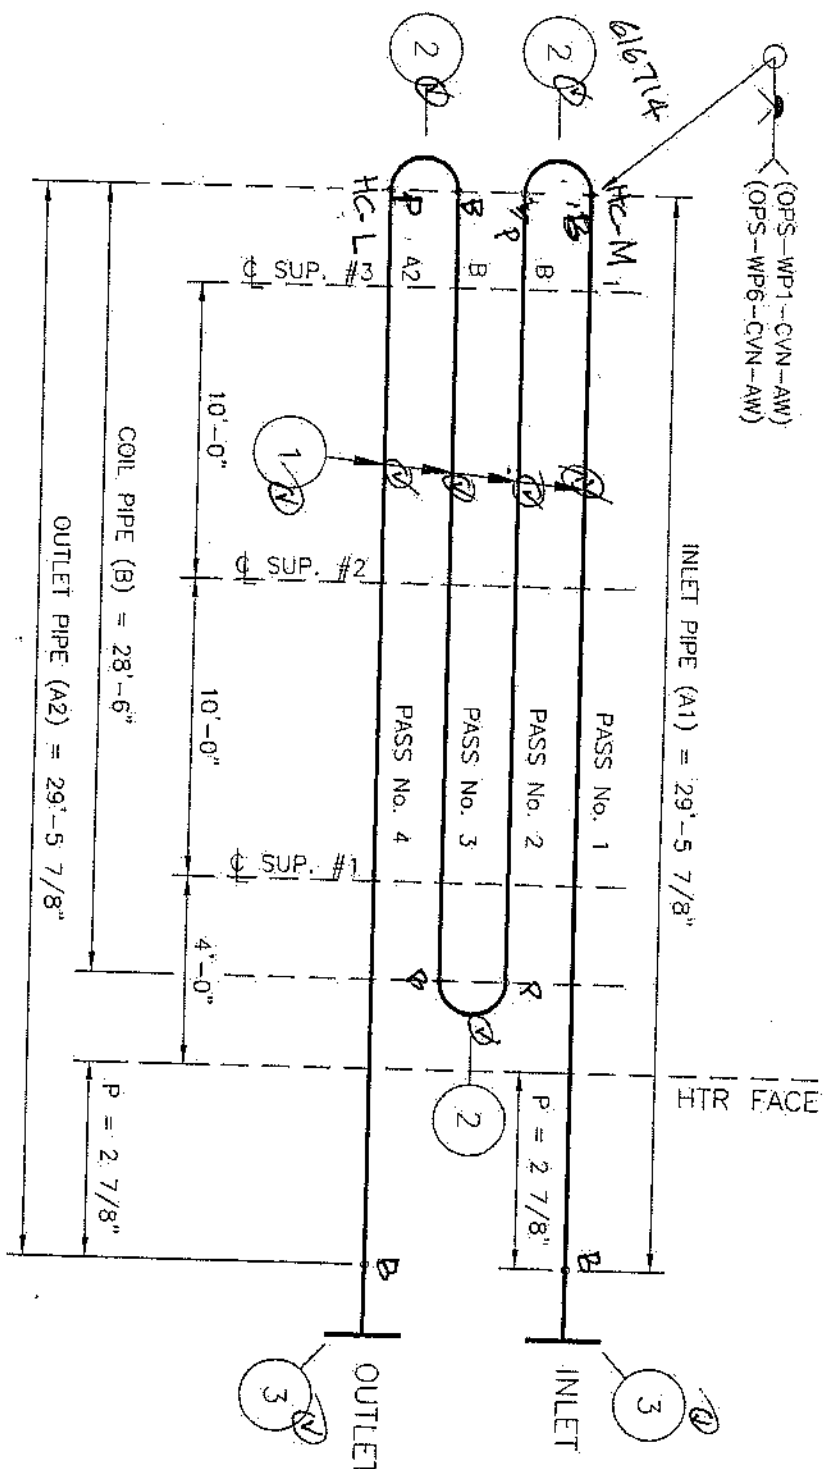 (OPS-WP1-CVN-AW)
(OPS-WP6-CVN-AW)
616714
2
2
HC-M
B
P
B
P
HC-L
A2
B
B
₵ SUP. #3
₵ SUP. #2
₵ SUP. #1
10'-0"
10'-0"
4'-0"
1
INLET PIPE (A1) = 29'-5 7/8"
COIL PIPE (B) = 28'-6"
OUTLET PIPE (A2) = 29'-5 7/8"
PASS No. 1
PASS No. 2
PASS No. 3
PASS No. 4
R
2
HTR FACE
P = 2 7/8"
P = 2 7/8"
B
B
3
INLET
3
OUTLET